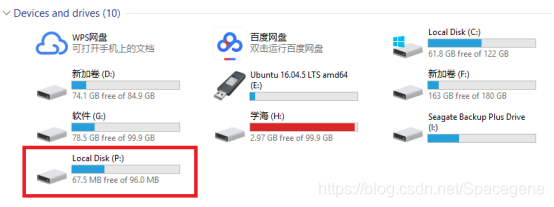 Devices and drives (10)
WPS网盘
可打开手机上的文档
百度网盘
双击运行百度网盘
Local Disk (C:)
61.8 GB free of 122 GB
新加卷 (D:)
74.1 GB free of 84.9 GB
Ubuntu 16.04.5 LTS amd64
(E:)
新加卷 (F:)
163 GB free of 180 GB
软件 (G:)
78.5 GB free of 99.9 GB
学海 (H:)
2.97 GB free of 99.9 GB
Seagate Backup Plus Drive
(I:)
Local Disk (P:)
67.5 MB free of 96.0 MB
https://blog.csdn.net/Spacegene